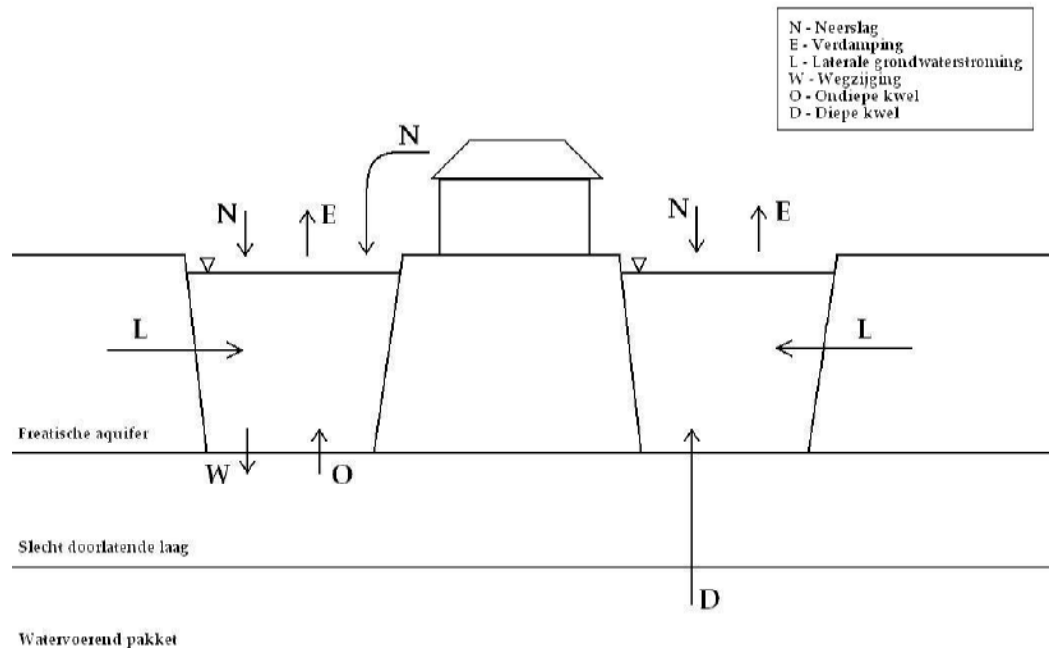 N - Neerslag
E - Verdamping
L - Laterale grondwaterstroming
W - Wegzijging
O - Ondiepe kwel
D - Diepe kwel
N
N
E
N
E
L
L
Freatische aquifer
W
O
Slecht doorlatende laag
D
Watervoerend pakket